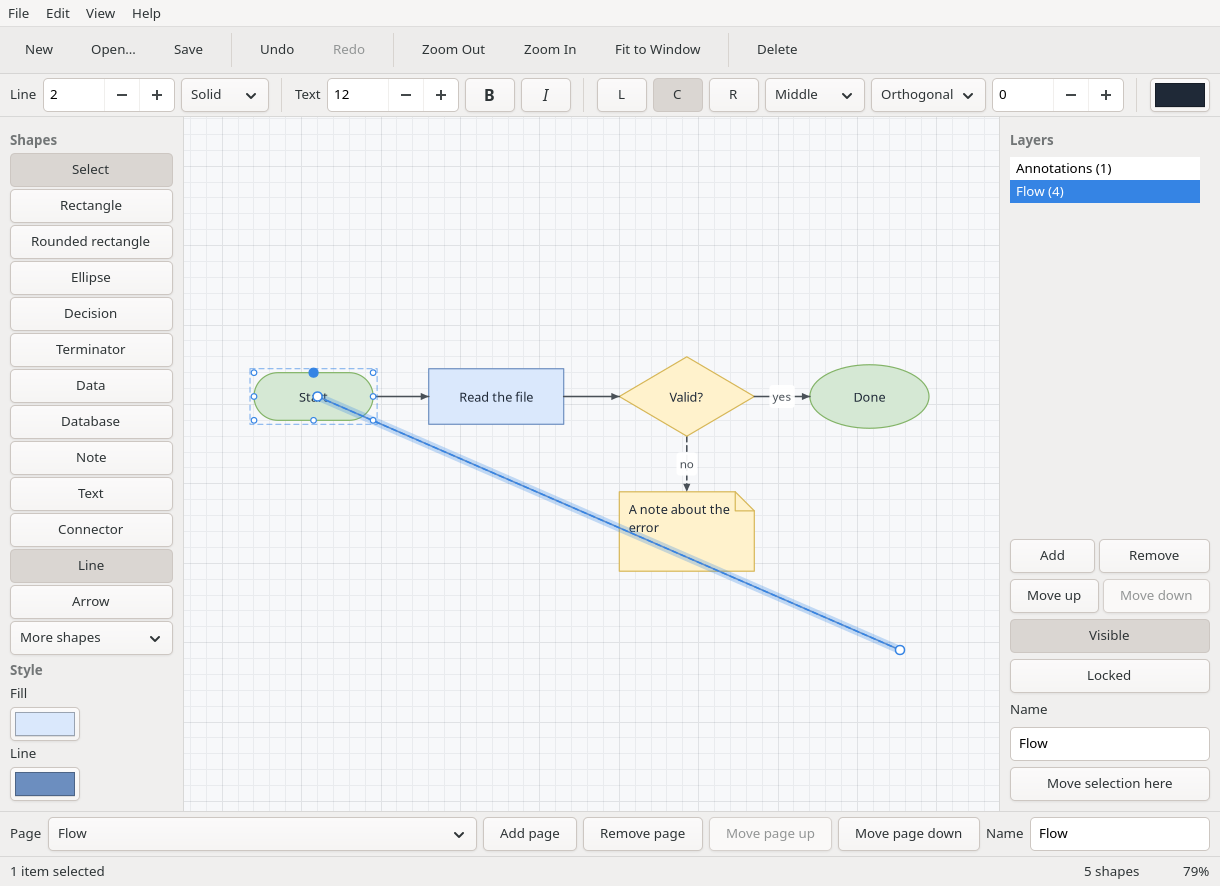 File Edit View Help
New Open... Save Undo Redo Zoom Out Zoom In Fit to Window Delete
Line 2 Solid Text 12 B I L C R Middle Orthogonal 0
Shapes
Select
Rectangle
Rounded rectangle
Ellipse
Decision
Terminator
Data
Database
Note
Text
Connector
Line
Arrow
More shapes
Style
Fill
Line
Start
Read the file
Valid?
yes
Done
no
A note about the
error
Layers
Annotations (1)
Flow (4)
Add Remove
Move up Move down
Visible
Locked
Name
Flow
Move selection here
Page Flow Add page Remove page Move page up Move page down Name Flow
1 item selected 5 shapes 79%